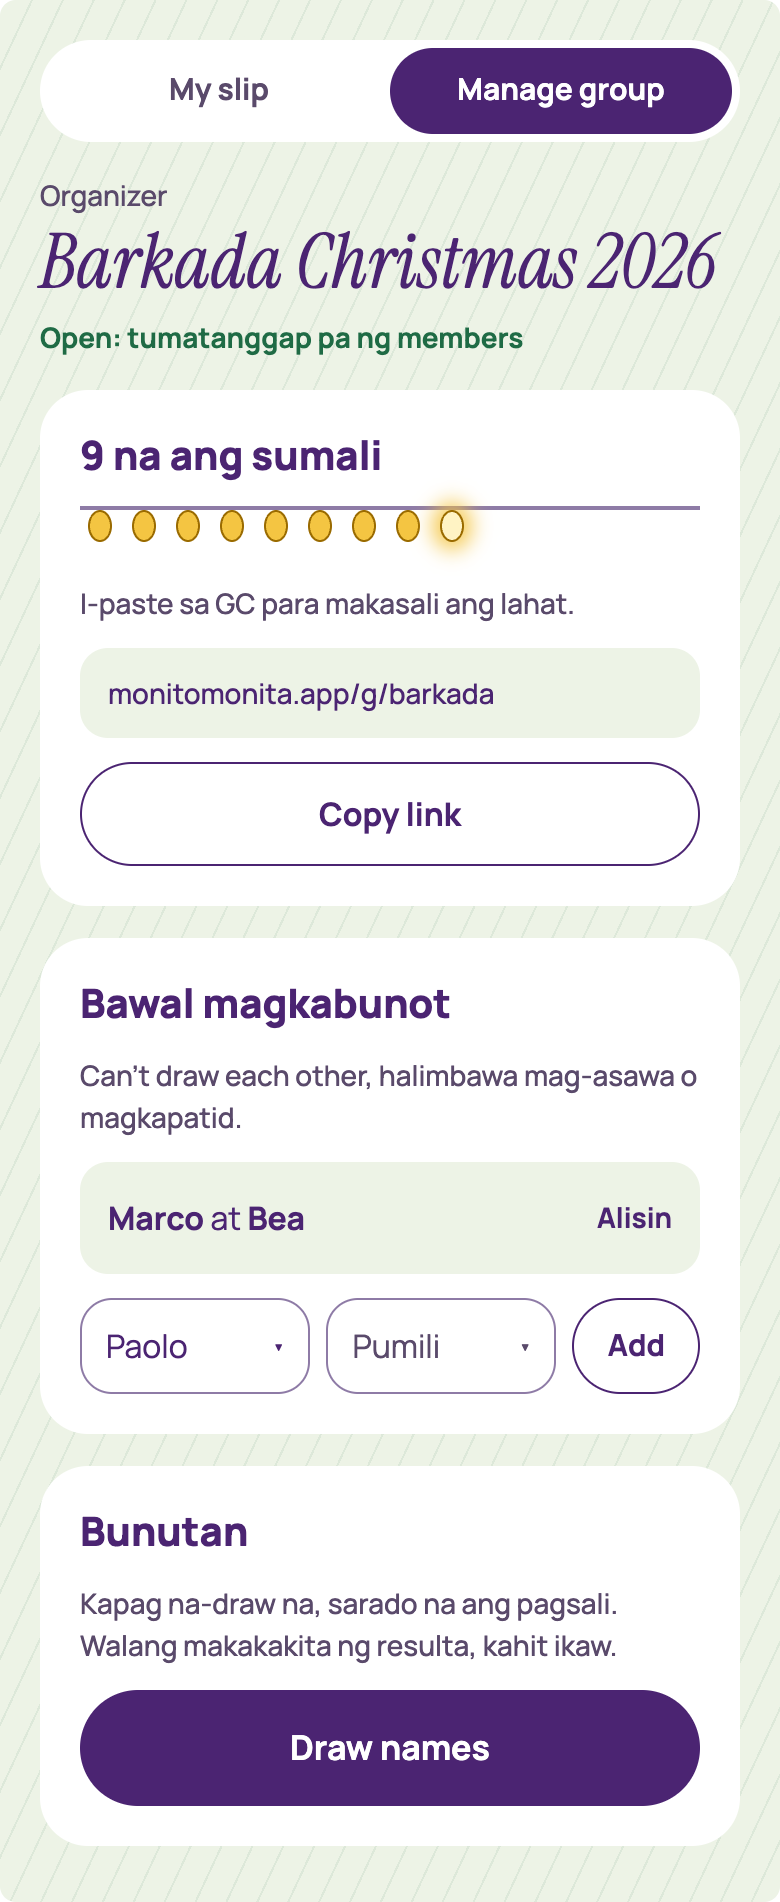 My slip
Manage group
Organizer
Barkada Christmas 2026
Open: tumatanggap pa ng members
9 na ang sumali
I-paste sa GC para makasali ang lahat.
monitomonita.app/g/barkada
Copy link
Bawal magkabunot
Can't draw each other, halimbawa mag-asawa o
magkapatid.
Marco at Bea
Alisin
Paolo
Pumili
Add
Bunutan
Kapag na-draw na, sarado na ang pagsali.
Walang makakakita ng resulta, kahit ikaw.
Draw names